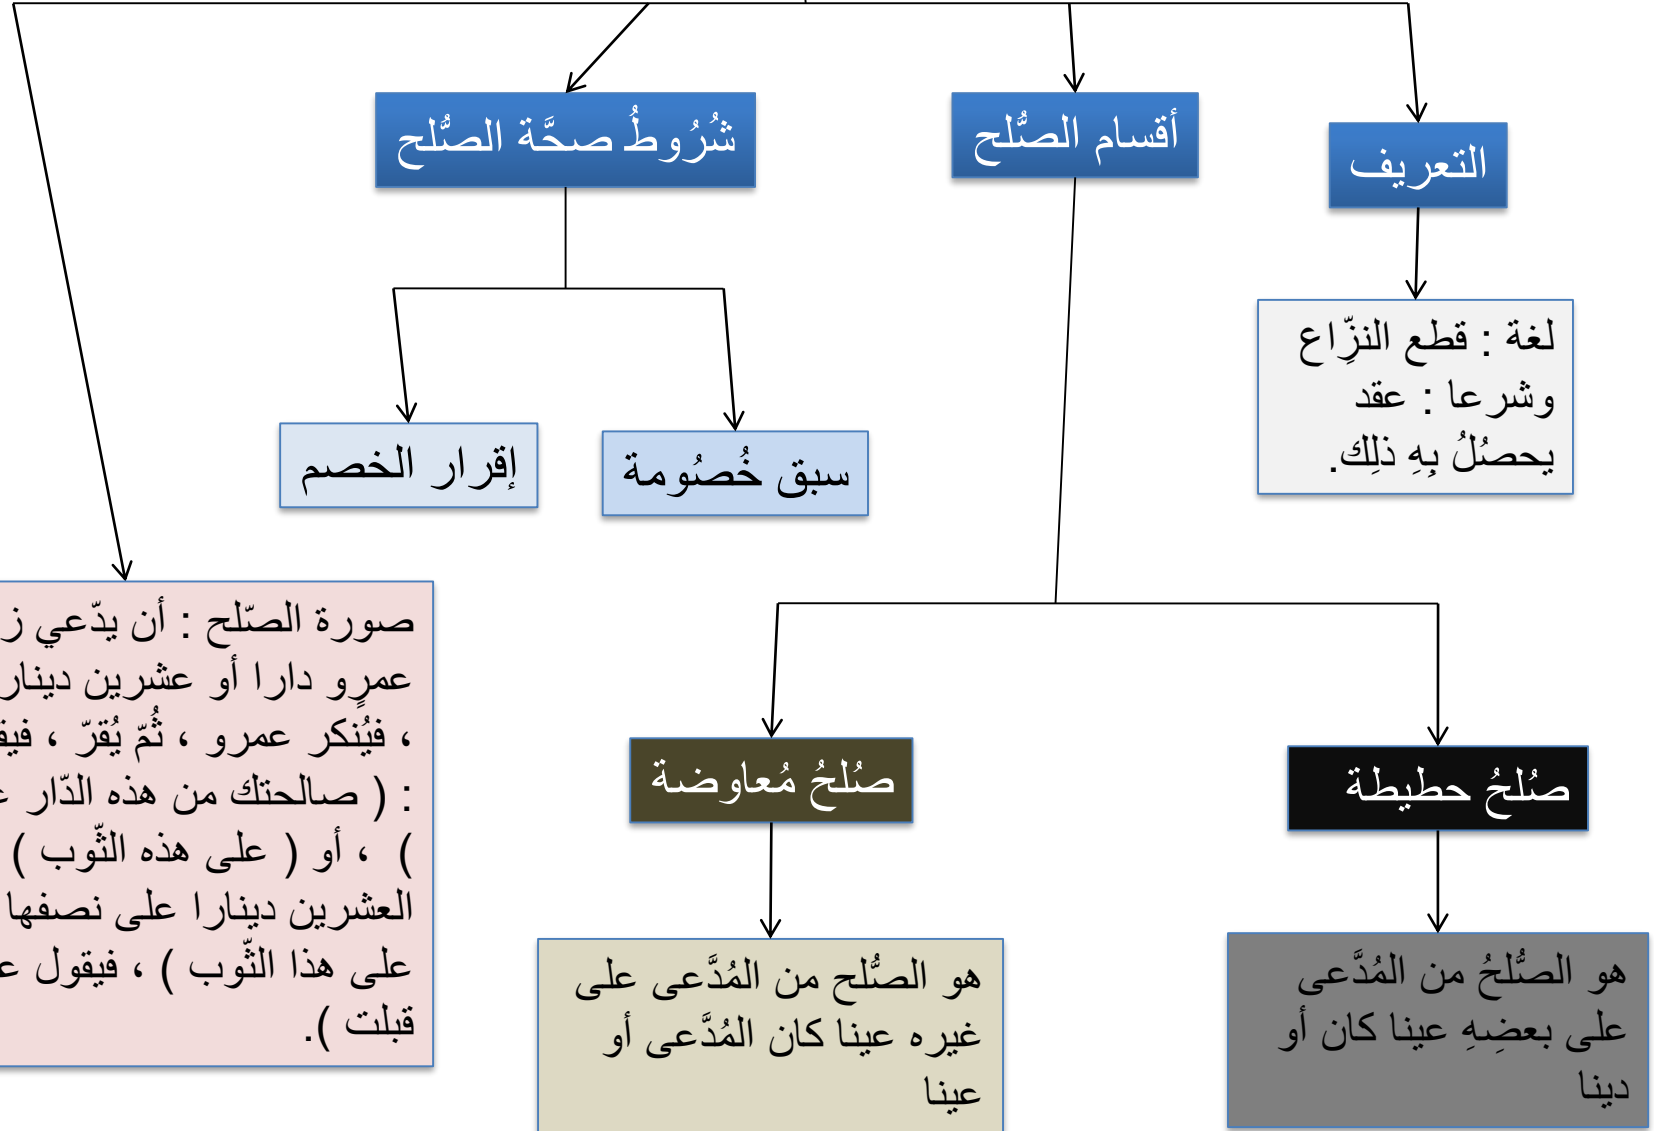 التعريف
أقسام الصُّلح
شُرُوطُ صحَّة الصُّلح
لغة : قطع النزِّاع
وشرعا : عقد
يحصُلُ بِهِ ذلِك.
سبق خُصُومة
إقرار الخصم
صُلحُ حطيطة
صُلحُ مُعاوضة
هو الصُّلحُ من المُدَّعى
على بعضِهِ عينا كان أو
دينا
هو الصُّلح من المُدَّعى على
غيره عينا كان المُدَّعى أو
عينا
صورة الصّلح : أن يدّعي
عمرٍو دارا أو عشرين
، فيُنكر عمرو ، ثُمّ يُقرّ ،
: ( صالحتك من هذه الدّار
) ، أو ( على هذه الثّوب )
العشرين دينارا على نصفها
على هذا الثّوب ) ، فيقول
قبلت ).